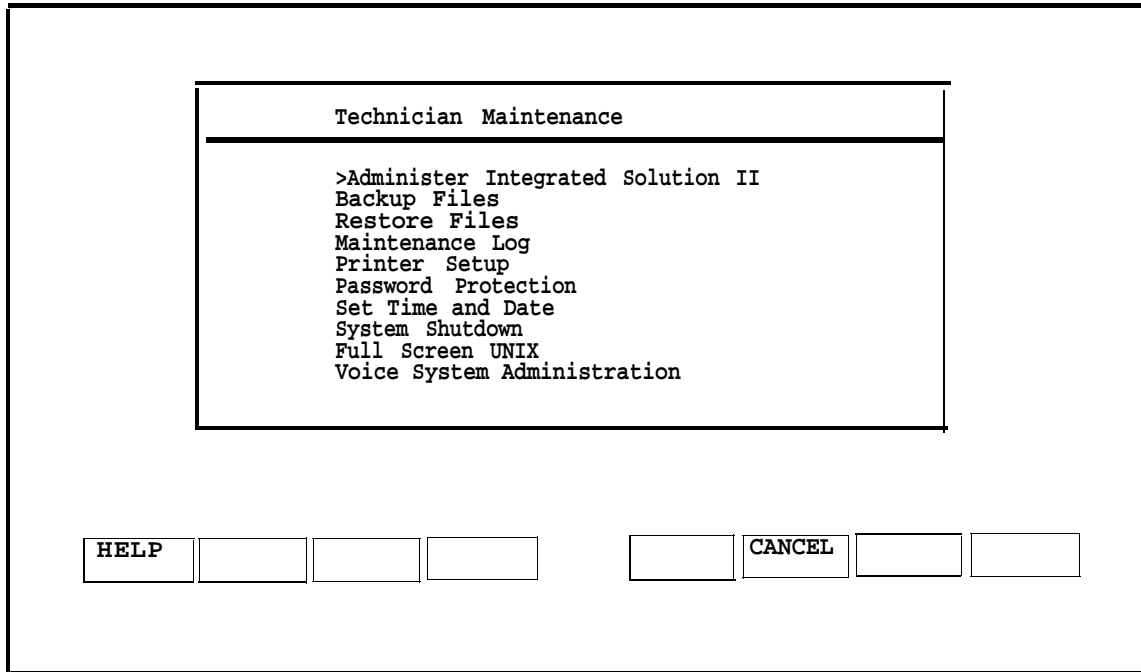 Technician Maintenance
>Administer Integrated Solution II
Backup Files
Restore Files
Maintenance Log
Printer Setup
Password Protection
Set Time and Date
System Shutdown
Full Screen UNIX
Voice System Administration
HELP CANCEL